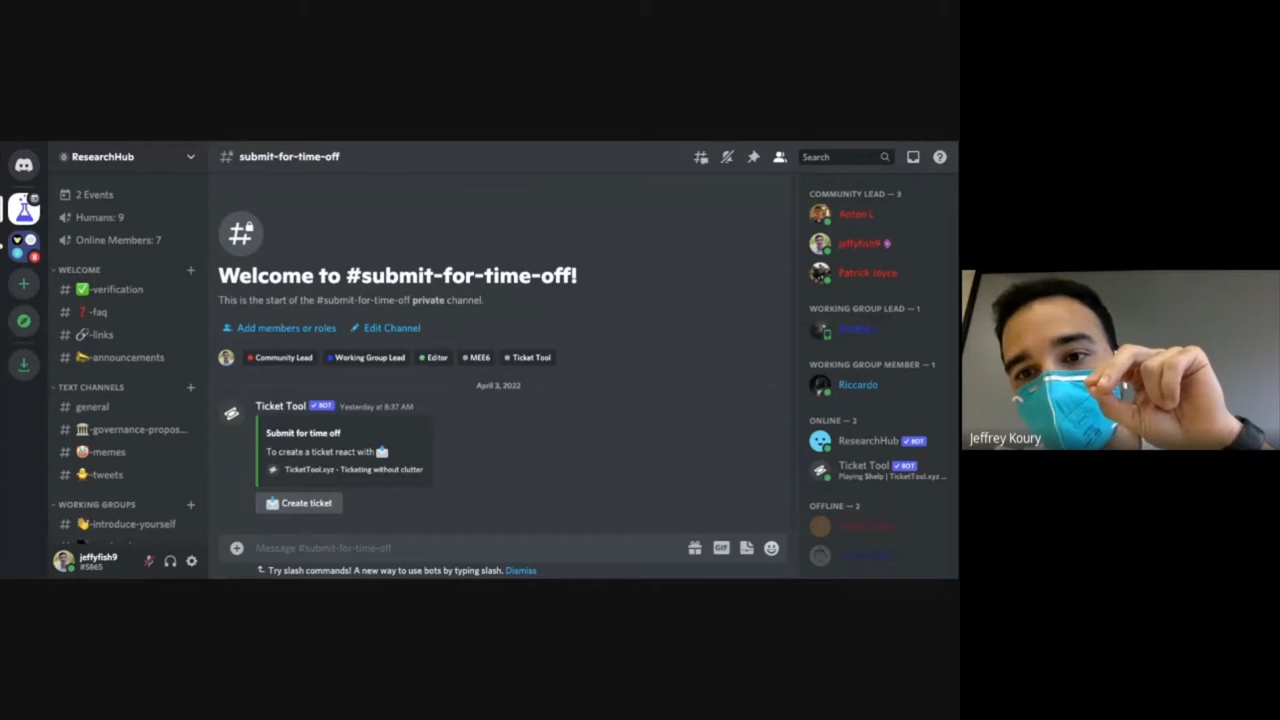 ResearchHub
2 Events
Humans: 9
Online Members: 7
WELCOME
✅-verification
❓-faq
🔗-links
📣-announcements
TEXT CHANNELS
general
🏛️-governance-propos...
🤡-memes
🐥-tweets
WORKING GROUPS
👋-introduce-yourself
jeffyfish9
#5865
submit-for-time-off
Search
Welcome to #submit-for-time-off!
This is the start of the #submit-for-time-off private channel.
Add members or roles
Edit Channel
Community Lead
Working Group Lead
Editor
MEE6
Ticket Tool
April 3, 2022
Ticket Tool ✓ BOT Yesterday at 8:37 AM
Submit for time off
To create a ticket react with 📩
TicketTool.xyz - Ticketing without clutter
📩 Create ticket
Message #submit-for-time-off
GIF
Try slash commands! A new way to use bots by typing slash. Dismiss
COMMUNITY LEAD — 3
Anton L
jeffyfish9
Patrick Joyce
WORKING GROUP LEAD — 1
WORKING GROUP MEMBER — 1
Riccardo
ONLINE — 2
ResearchHub ✓ BOT
Ticket Tool ✓ BOT
Playing $help | TicketTool.xyz ...
OFFLINE — 2
Jeffrey Koury